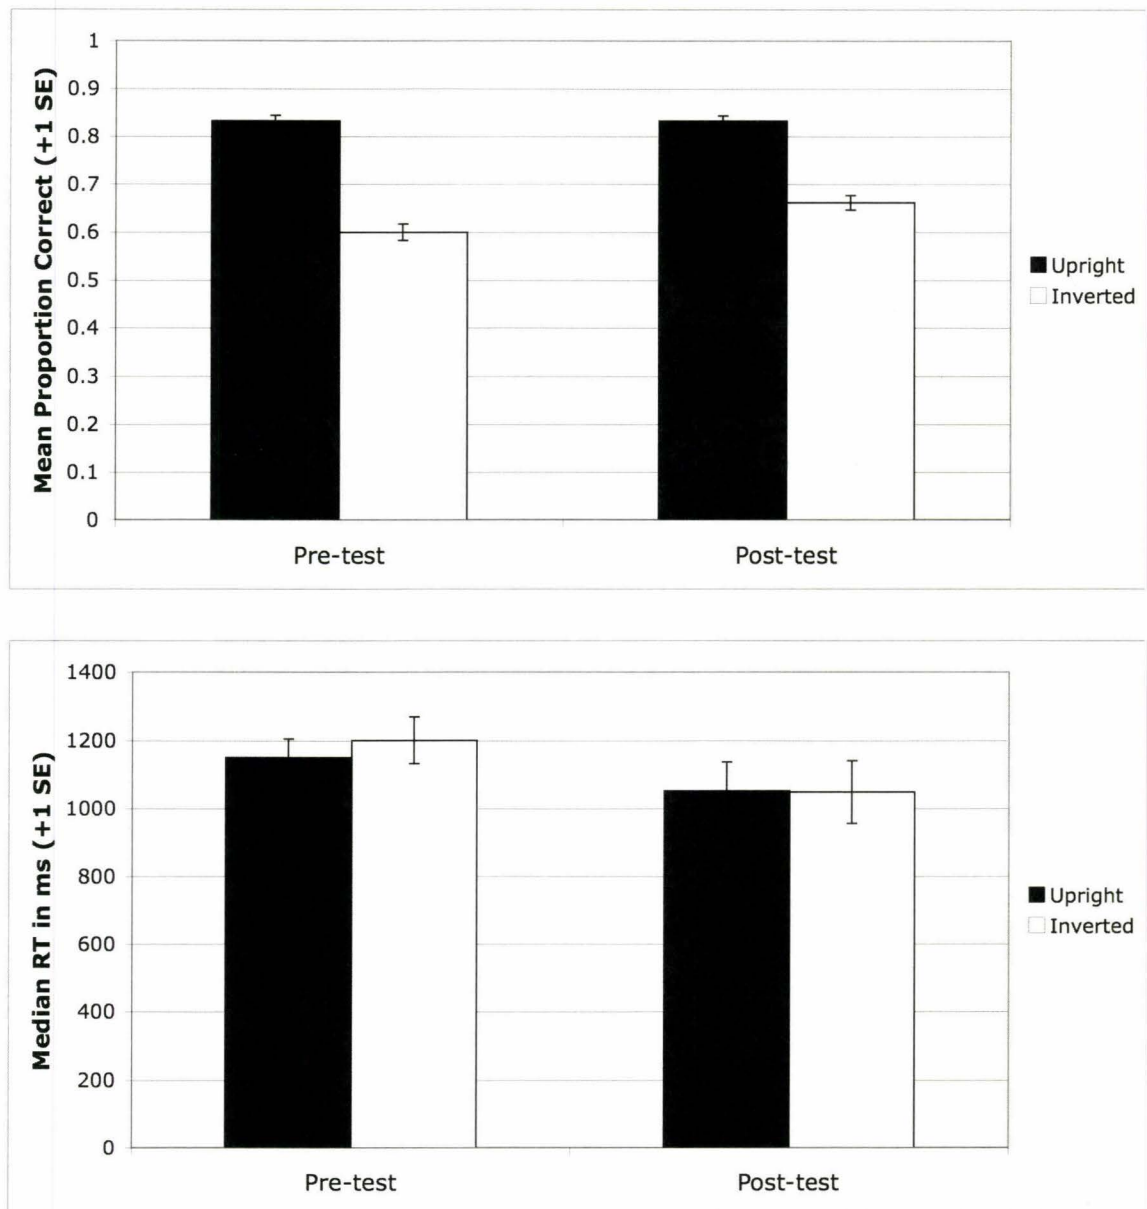 Mean Proportion Correct (+1 SE)
1
0.9
0.8
0.7
0.6
0.5
0.4
0.3
0.2
0.1
0
Pre-test
Post-test
Upright
Inverted
Median RT in ms (+1 SE)
1400
1200
1000
800
600
400
200
0
Pre-test
Post-test
Upright
Inverted